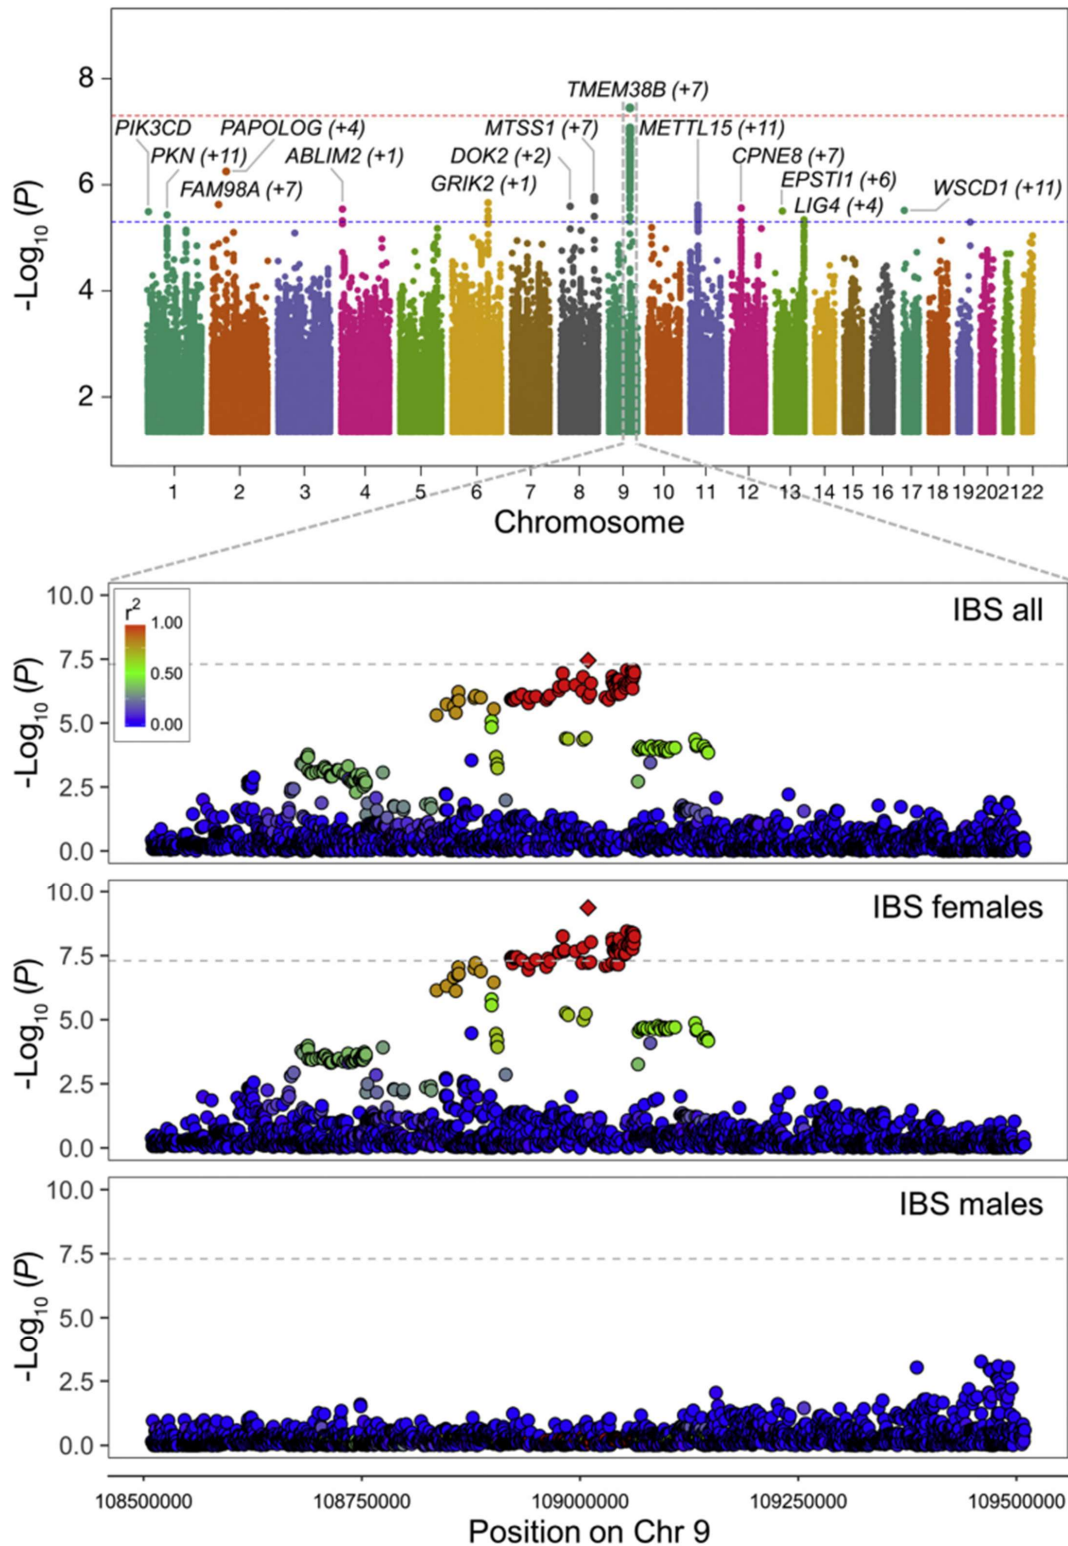 8
6
4
2
-Log10 (P)
TMEM38B (+7)
PIK3CD
PAPOLOG (+4)
MTSS1 (+7)
METTL15 (+11)
PKN (+11)
ABLIM2 (+1)
DOK2 (+2)
CPNE8 (+7)
FAM98A (+7)
GRIK2 (+1)
EPSTI1 (+6)
WSCD1 (+11)
LIG4 (+4)
1 2 3 4 5 6 7 8 9 10 11 12 13 14 15 16 17 18 19 20 21 22
Chromosome
IBS all
r2
1.00
0.50
0.00
10.0
7.5
5.0
2.5
0.0
-Log10 (P)
IBS females
10.0
7.5
5.0
2.5
0.0
-Log10 (P)
IBS males
10.0
7.5
5.0
2.5
0.0
-Log10 (P)
108500000 108750000 109000000 109250000 109500000
Position on Chr 9